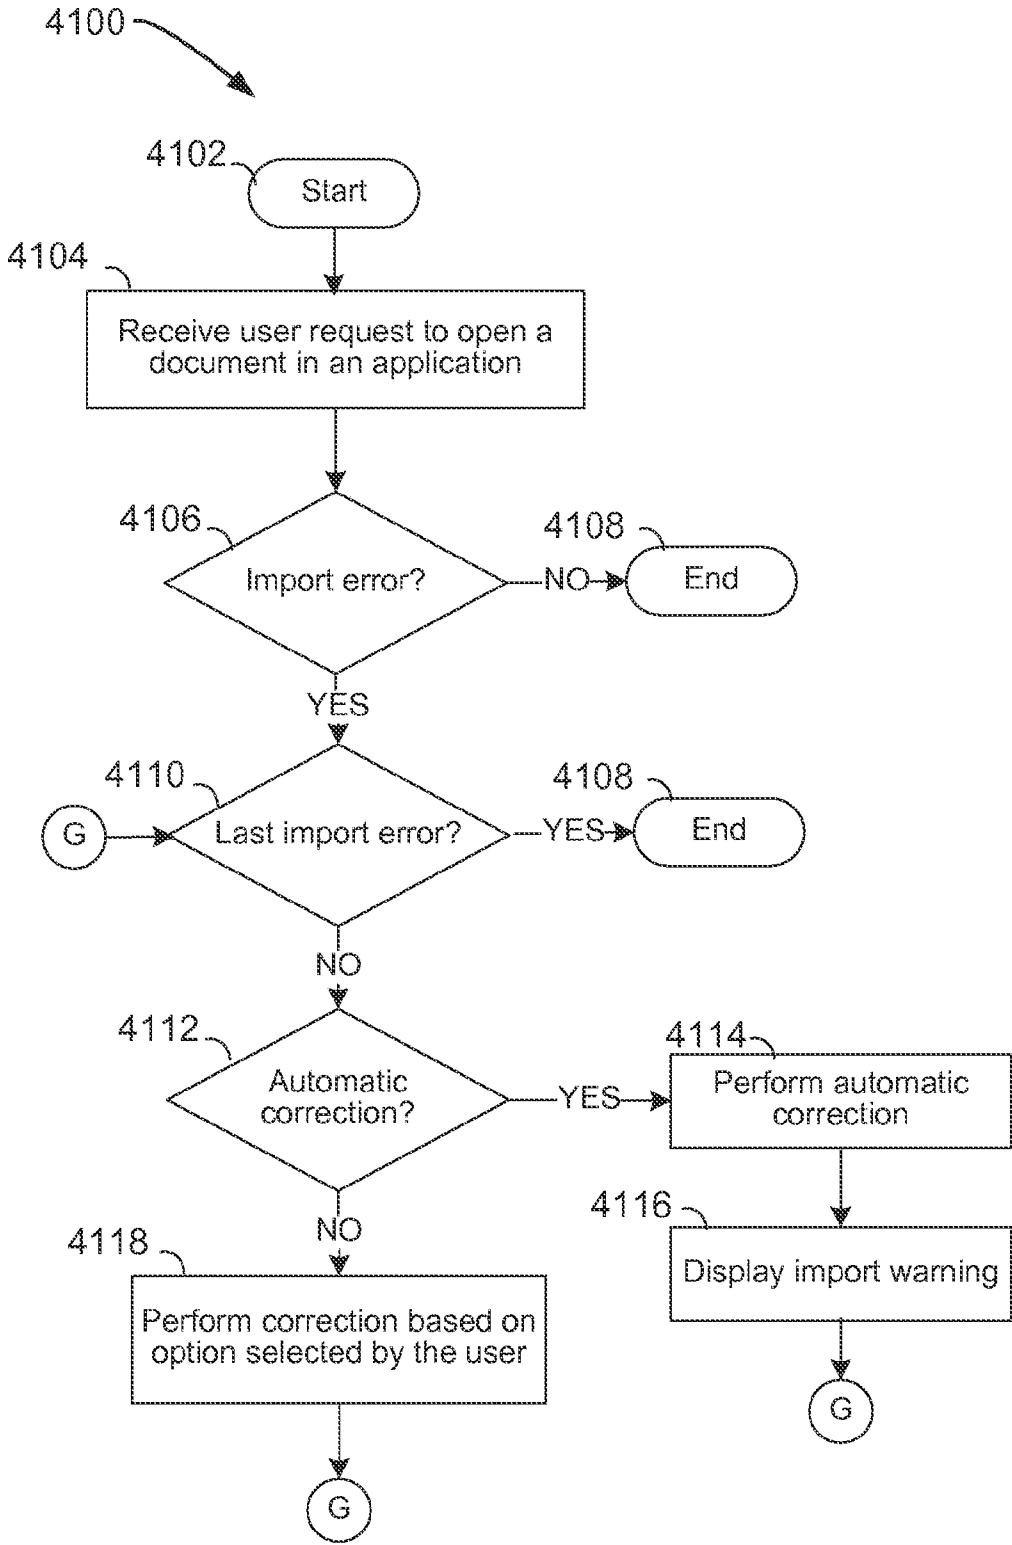 4100
4102
Start
4104
Receive user request to open a
document in an application
4106
Import error?
NO
4108
End
YES
4110
G
Last import error?
YES
4108
End
NO
4112
Automatic
correction?
YES
4114
Perform automatic
correction
4116
Display import warning
G
NO
4118
Perform correction based on
option selected by the user
G